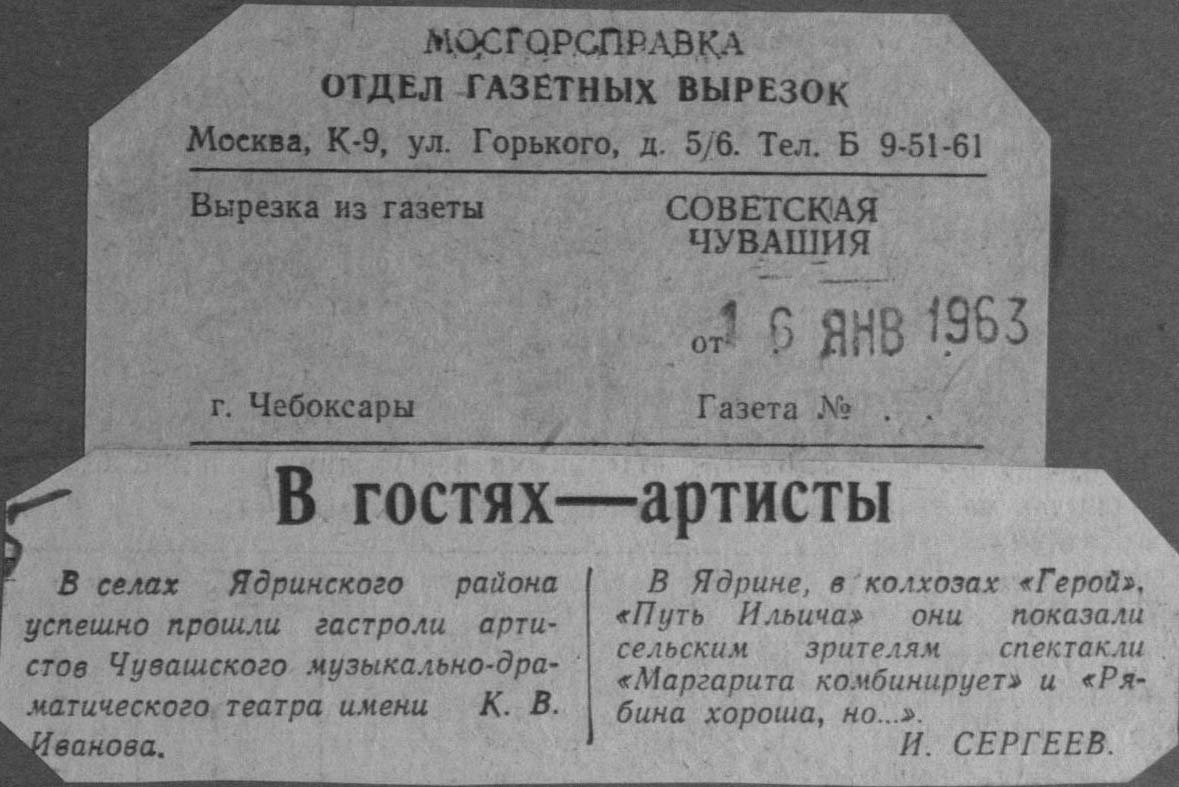 МОСГОРСПРАВКА
ОТДЕЛ ГАЗЕТНЫХ ВЫРЕЗОК
Москва, К-9, ул. Горького, д. 5/6. Тел. Б 9-51-61
Вырезка из газеты
СОВЕТСКАЯ
ЧУВАШИЯ
от 16 ЯНВ 1963
г. Чебоксары
Газета № . .
В гостях—артисты
В селах Ядринского района
успешно прошли гастроли арти-
стов Чувашского музыкально-дра-
матического театра имени К. В.
Иванова.
В Ядрине, в колхозах «Герой»,
«Путь Ильича» они показали
сельским зрителям спектакли
«Маргарита комбинирует» и «Ря-
бина хороша, но...».
И. СЕРГЕЕВ.